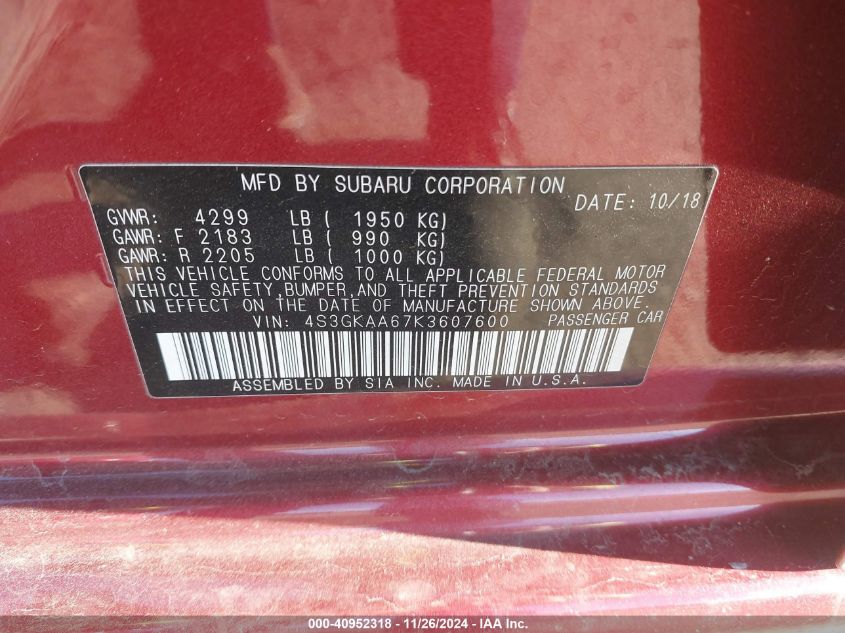 MFD BY SUBARU CORPORATION
DATE: 10/18
GVWR: 4299 LB ( 1950 KG)
GAWR: F 2183 LB ( 990 KG)
GAWR: R 2205 LB ( 1000 KG)
THIS VEHICLE CONFORMS TO ALL APPLICABLE FEDERAL MOTOR
VEHICLE SAFETY,BUMPER,AND THEFT PREVENTION STANDARDS
IN EFFECT ON THE DATE OF MANUFACTURE SHOWN ABOVE.
VIN: 4S3GKAA67K3607600 PASSENGER CAR
ASSEMBLED BY SIA INC. MADE IN U.S.A.
000-40952318 - 11/26/2024 - IAA Inc.